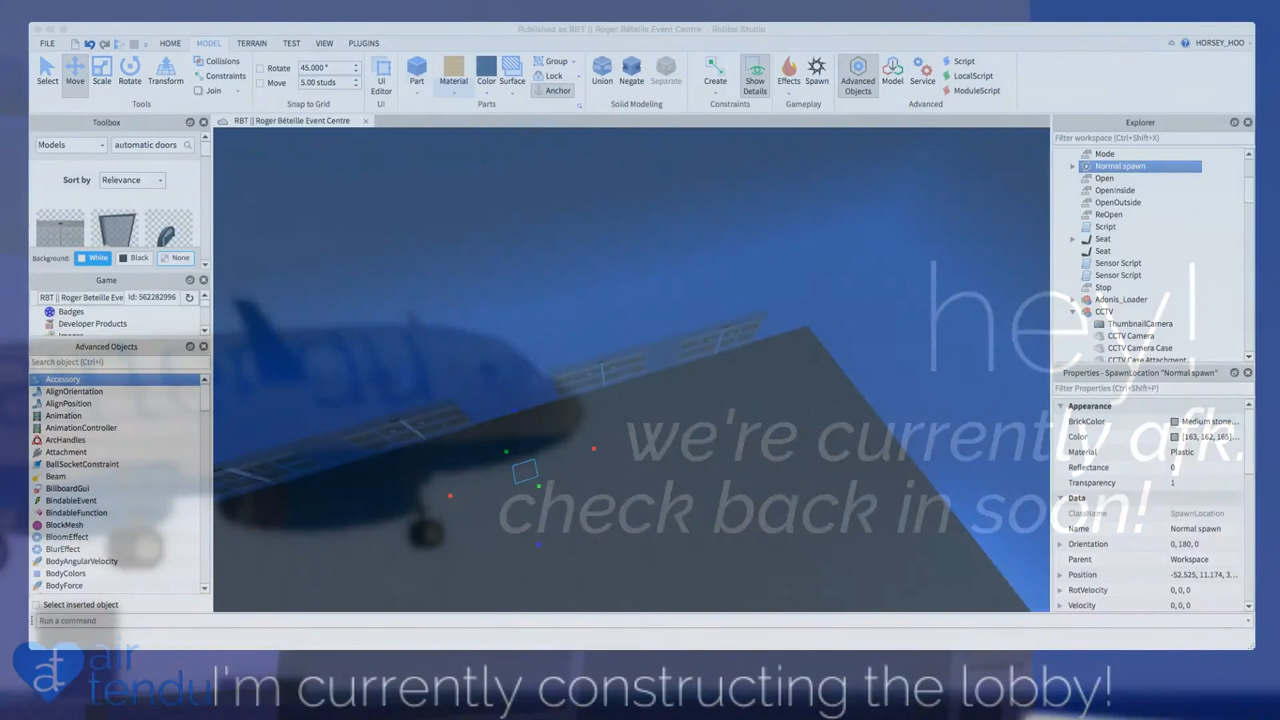 Published as RBT || Roger Béteille Event Centre - Roblox Studio
FILE HOME MODEL TERRAIN TEST VIEW PLUGINS HORSEY_HOO
Select Move Scale Rotate Transform
Collisions
Constraints
Join
Tools
Rotate 45.000 °
Move 5.00 studs
Snap to Grid
UI Editor
UI
Part Material Color Surface
Group
Lock
Anchor
Parts
Union Negate Separate
Solid Modeling
Create Show Details
Constraints
Effects Spawn
Gameplay
Advanced Objects Model Service
Script
LocalScript
ModuleScript
Advanced
Toolbox
Models automatic doors
Sort by Relevance
Background: White Black None
Game
RBT || Roger Beteille Eve Id: 562282996
Badges
Developer Products
Advanced Objects
Search object (Ctrl+I)
Accessory
AlignOrientation
AlignPosition
Animation
AnimationController
ArcHandles
Attachment
BallSocketConstraint
Beam
BillboardGui
BindableEvent
BindableFunction
BlockMesh
BloomEffect
BlurEffect
BodyAngularVelocity
BodyColors
BodyForce
Select inserted object
Run a command
RBT || Roger Béteille Event Centre
Explorer
Filter workspace (Ctrl+Shift+X)
Mode
Normal spawn
Open
OpenInside
OpenOutside
ReOpen
Script
Seat
Seat
Sensor Script
Sensor Script
Stop
Adonis_Loader
CCTV
ThumbnailCamera
CCTV Camera
CCTV Camera Case
CCTV Case Attachment
Properties - SpawnLocation "Normal spawn"
Filter Properties (Ctrl+Shift+P)
Appearance
BrickColor Medium stone...
Color [163, 162, 165]...
Material Plastic
Reflectance 0
Transparency 1
Data
ClassName SpawnLocation
Name Normal spawn
Orientation 0, 180, 0
Parent Workspace
Position -52.525, 11.174, 3...
RotVelocity 0, 0, 0
Velocity 0, 0, 0
hey!
we're currently afk.
check back in soon!
at air
tendu
I'm currently constructing the lobby!